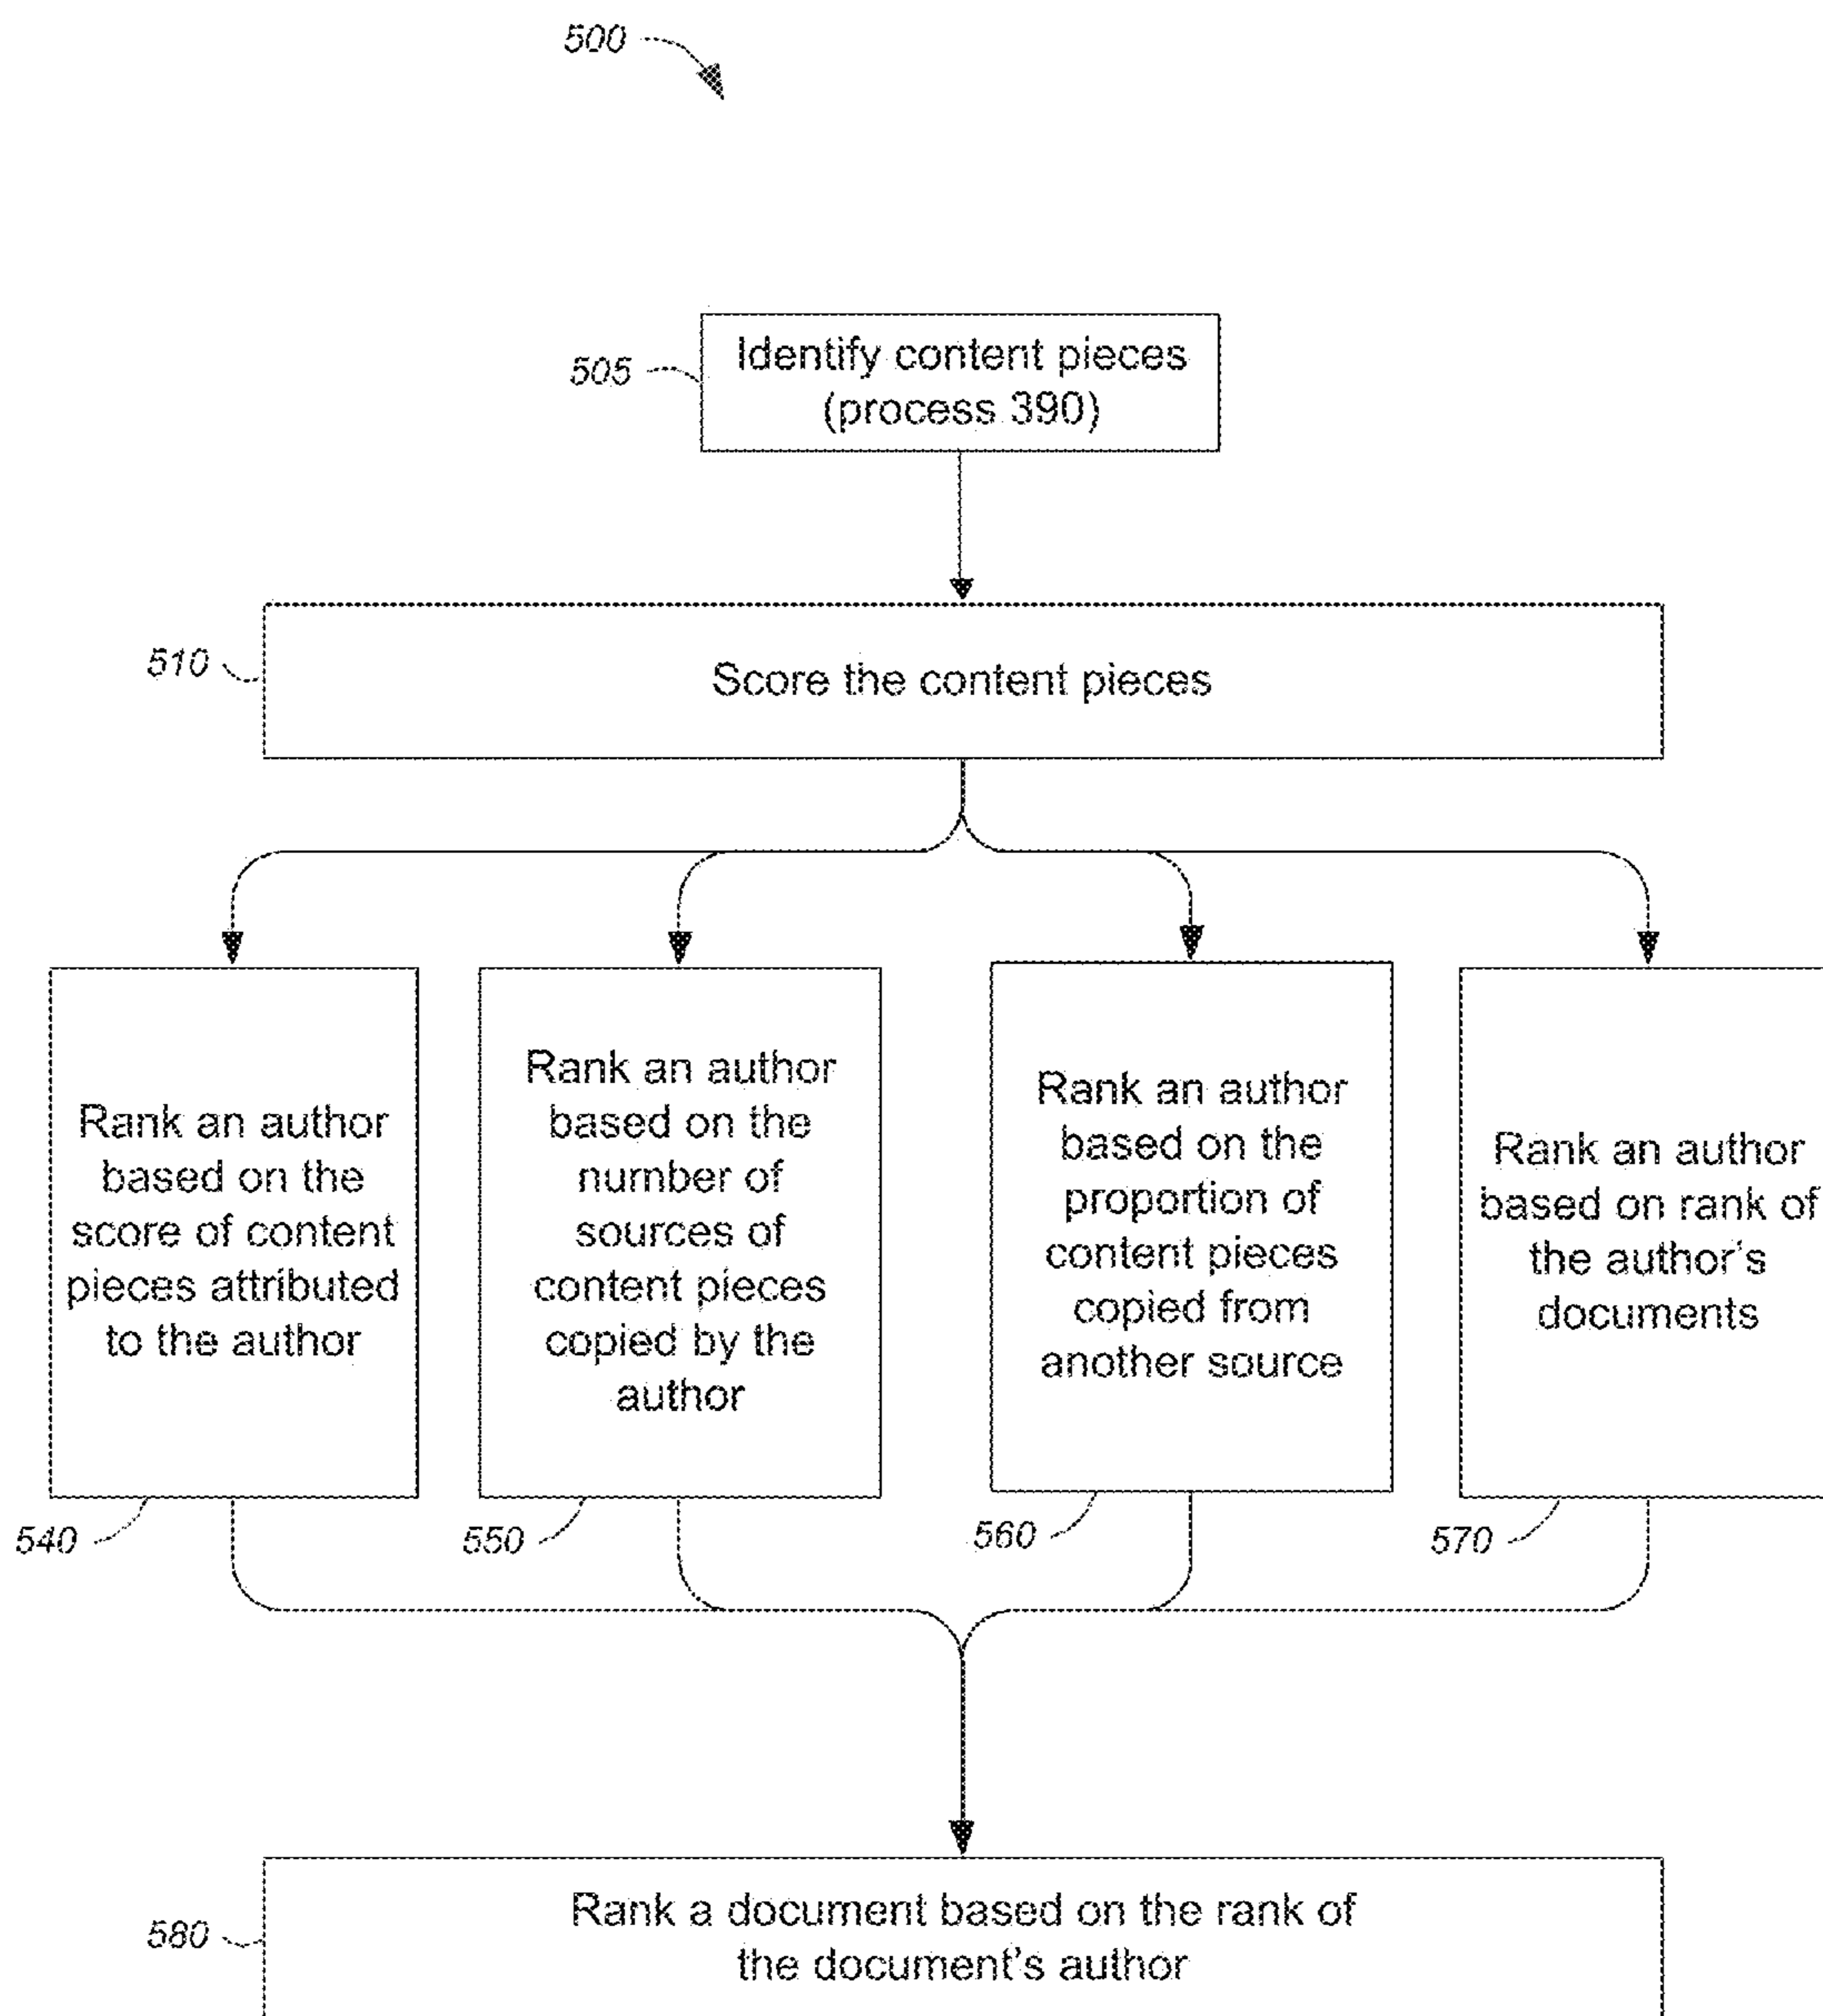 500
505
Identify content pieces
(process 390)
510
Score the content pieces
Rank an author
based on the
score of content
pieces attributed
to the author
Rank an author
based on the
number of
sources of
content pieces
copied by the
author
Rank an author
based on the
proportion of
content pieces
copied from
another source
Rank an author
based on rank of
the author's
documents
540
550
560
570
580
Rank a document based on the rank of
the document's author